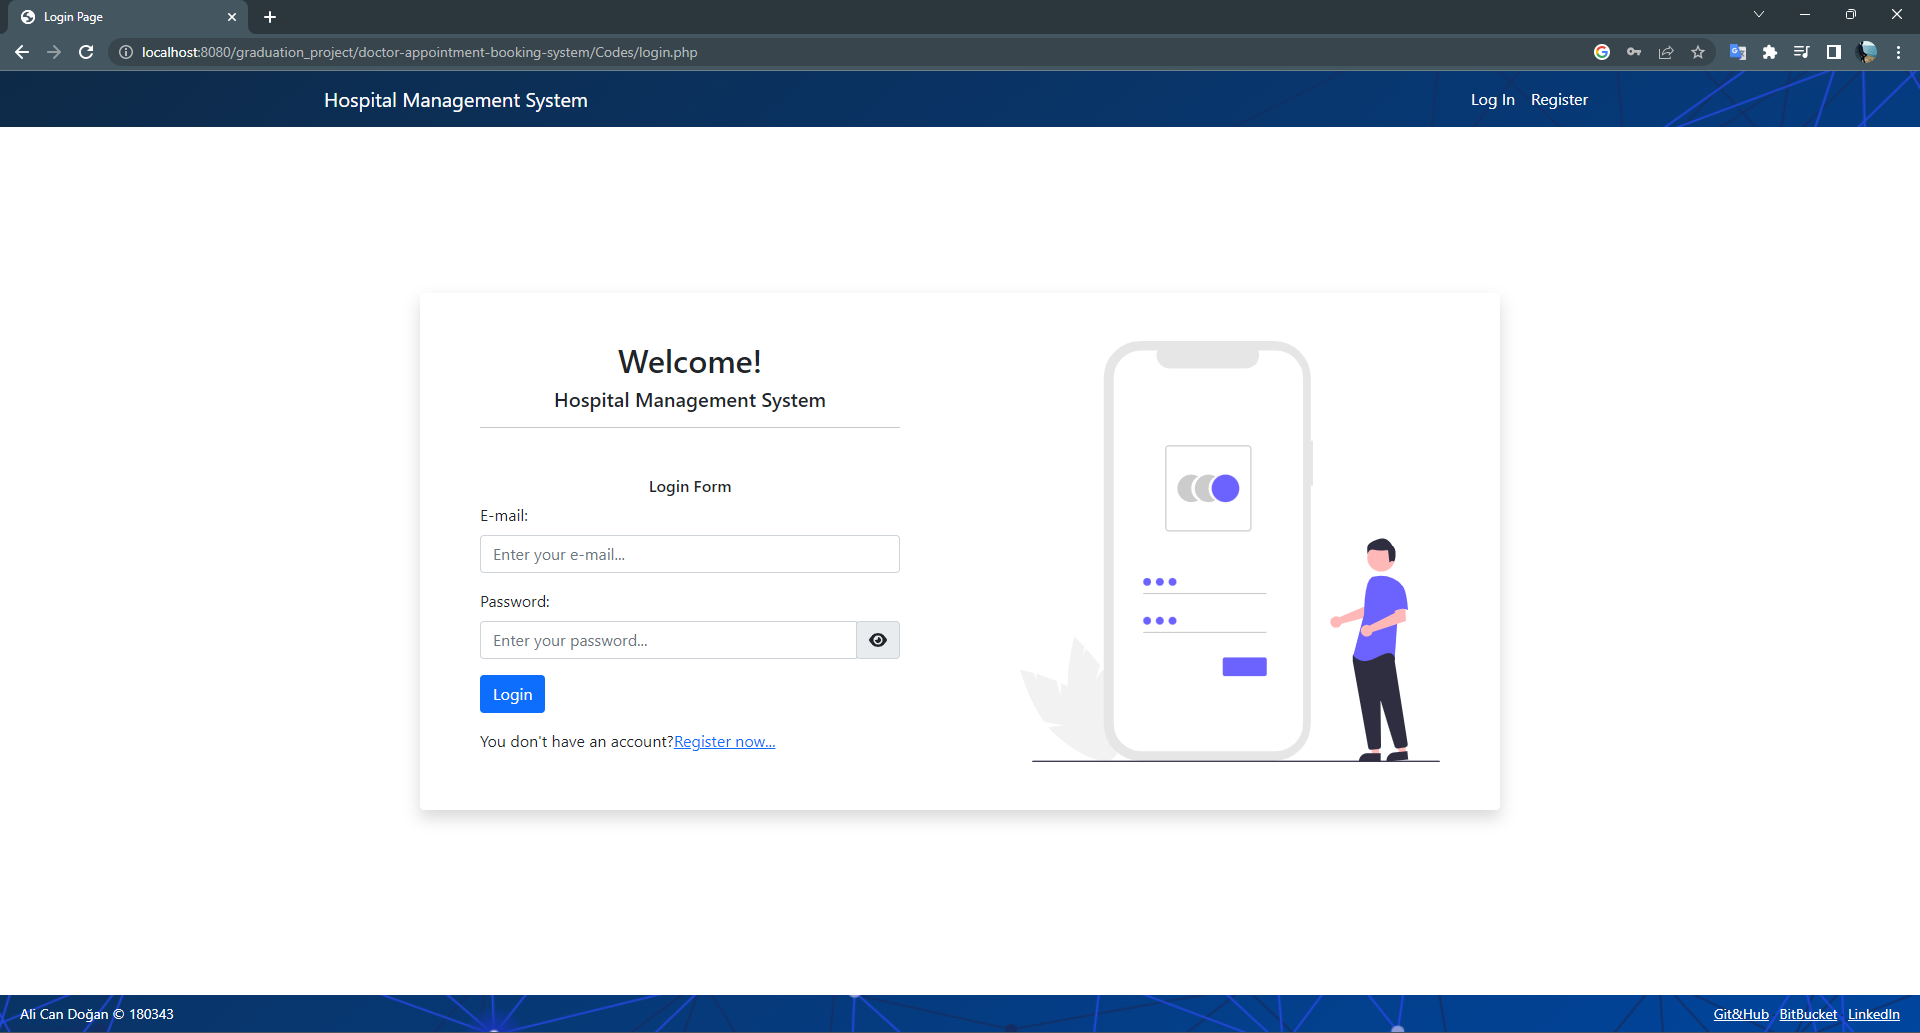 Login Page
localhost:8080/graduation_project/doctor-appointment-booking-system/Codes/login.php
Hospital Management System
Log In Register
Welcome!
Hospital Management System
Login Form
E-mail:
Enter your e-mail...
Password:
Enter your password...
Login
You don't have an account?Register now...
Ali Can Doğan © 180343
Git&Hub BitBucket LinkedIn